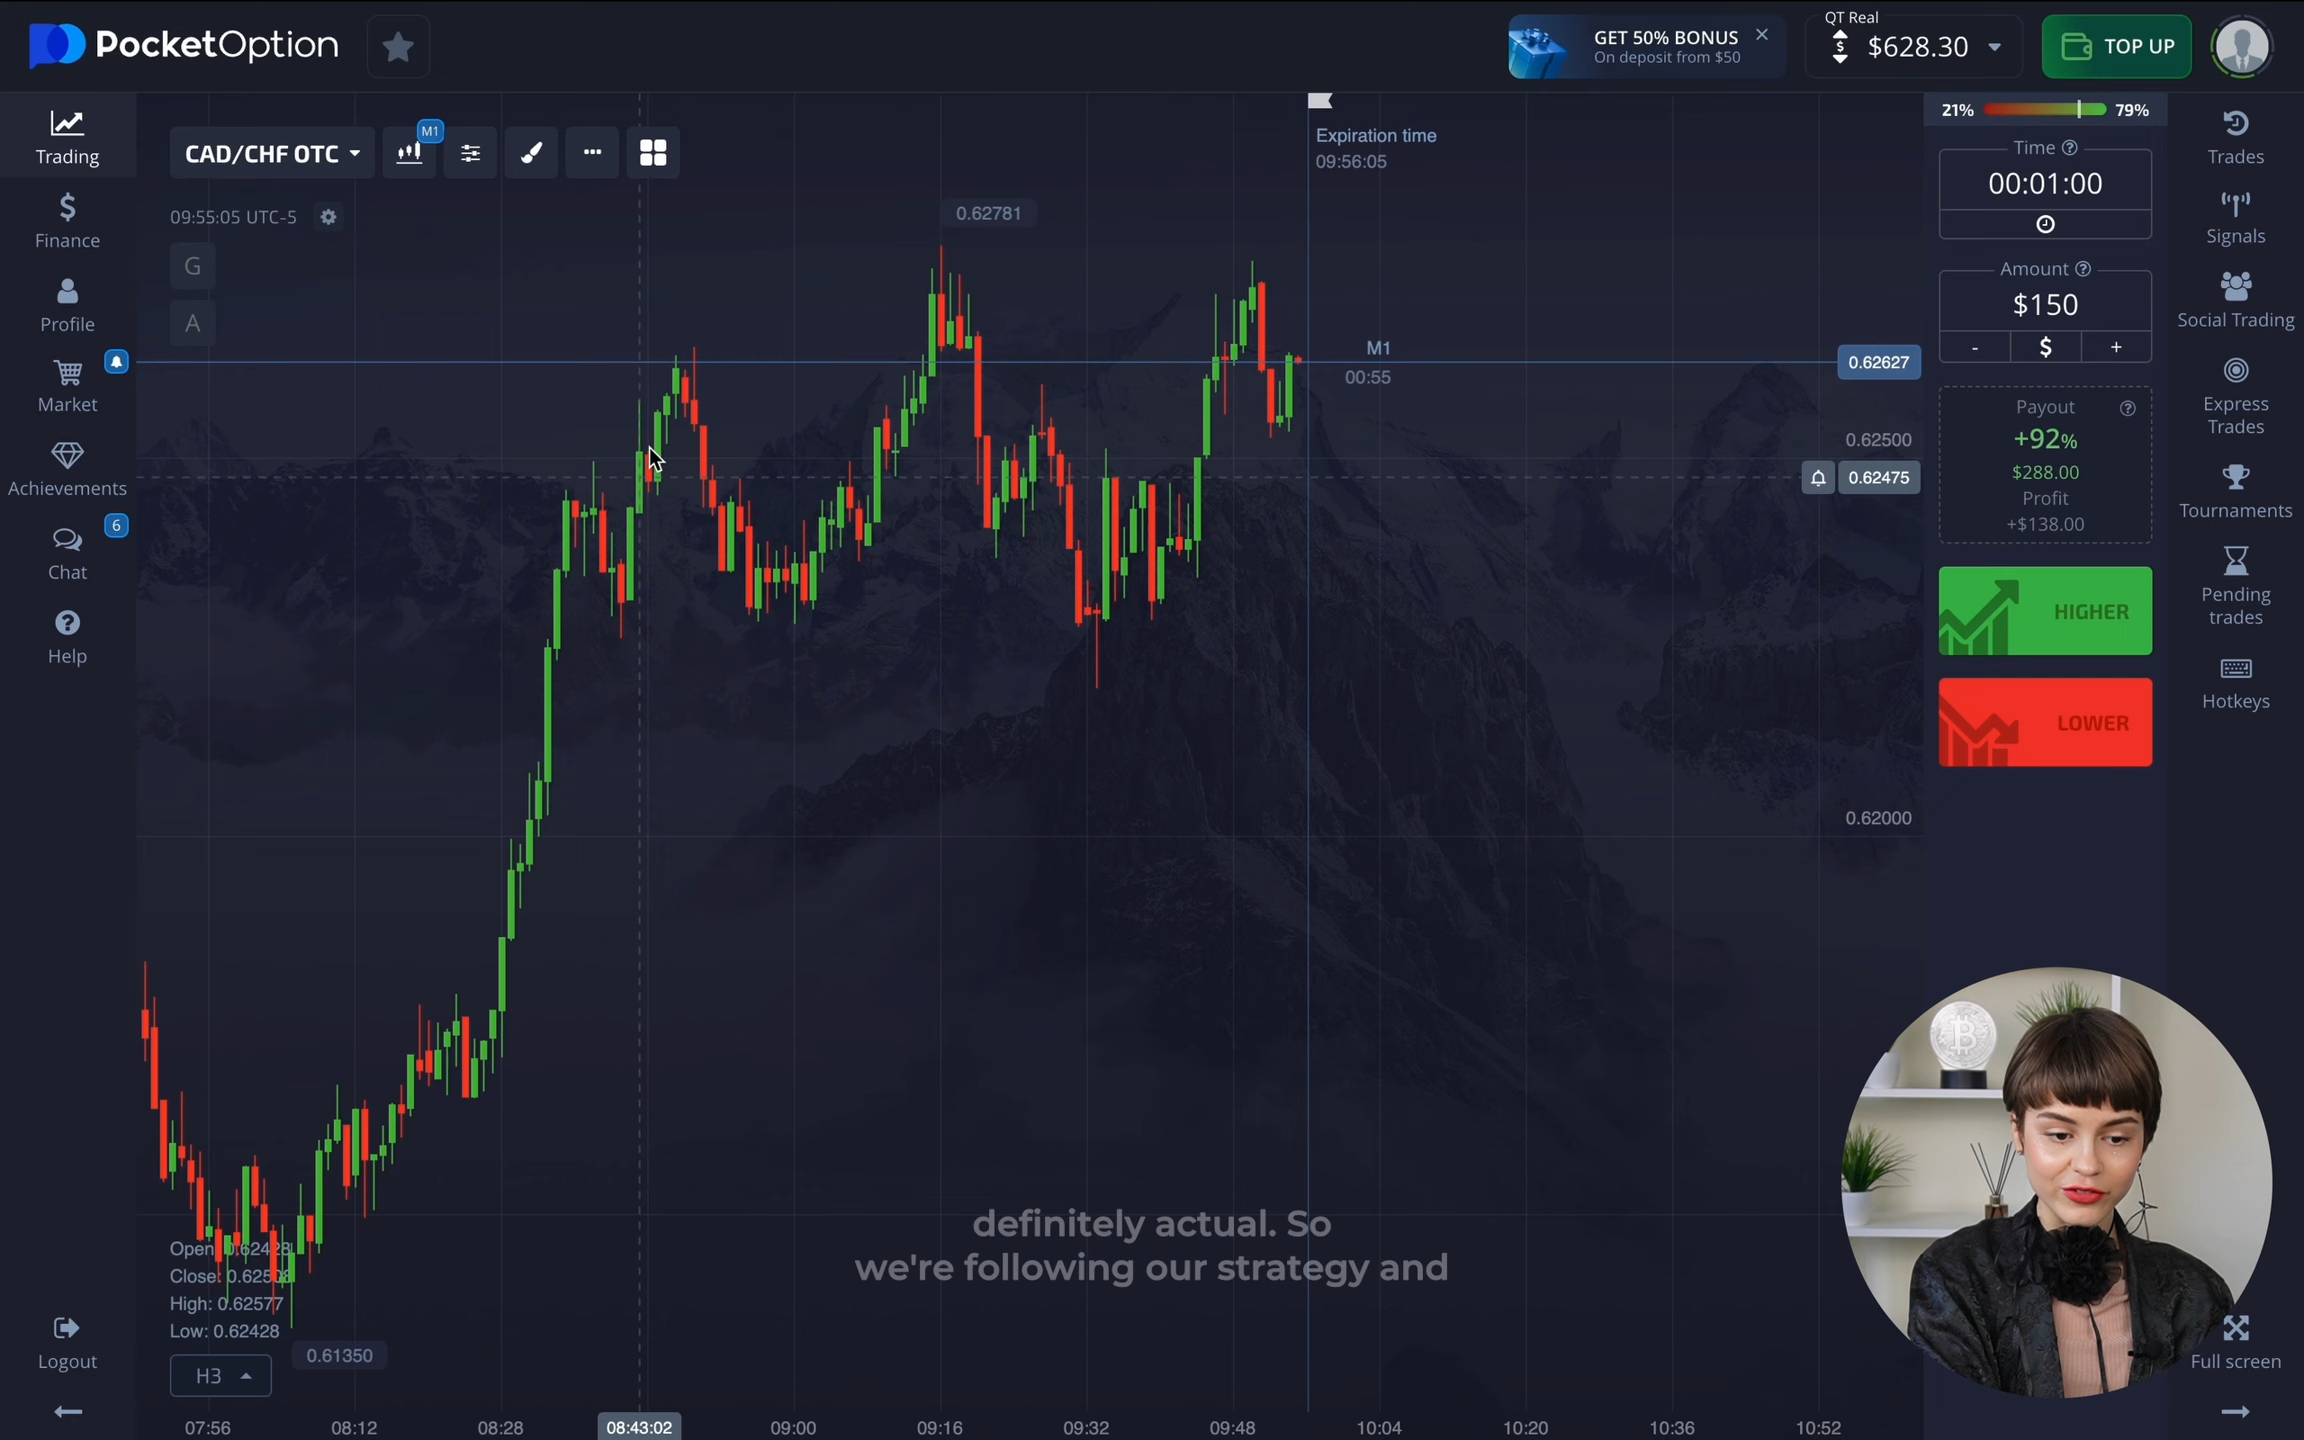 PocketOption
GET 50% BONUS
On deposit from $50
QT Real
$628.30
TOP UP
Trading
Finance
Profile
Market
Achievements
6
Chat
Help
Logout
CAD/CHF OTC
M1
09:55:05 UTC-5
G
A
0.62781
Expiration time
09:56:05
M1
00:55
0.62627
0.62500
0.62475
0.62000
Open: 0.62428
Close: 0.62508
High: 0.62577
Low: 0.62428
0.61350
H3
07:56
08:12
08:28
08:43:02
09:00
09:16
09:32
09:48
10:04
10:20
10:36
10:52
definitely actual. So
we're following our strategy and
21%
79%
Time
00:01:00
Amount
$150
-
$
+
Payout
+92%
$288.00
Profit
+$138.00
HIGHER
LOWER
Trades
Signals
Social Trading
Express
Trades
Tournaments
Pending
trades
Hotkeys
Full screen